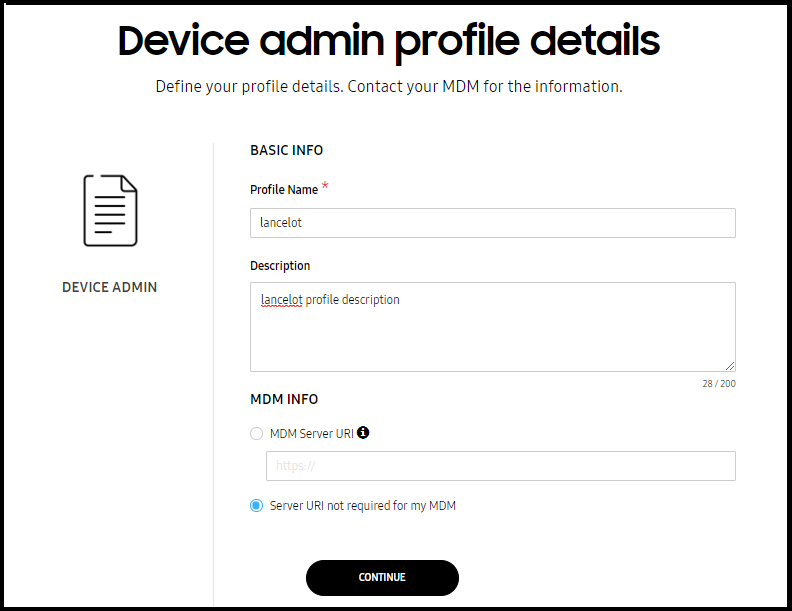 Device admin profile details
Define your profile details. Contact your MDM for the information.
BASIC INFO
Profile Name *
lancelot
Description
lancelot profile description
28 / 200
DEVICE ADMIN
MDM INFO
MDM Server URI
https://
Server URI not required for my MDM
CONTINUE